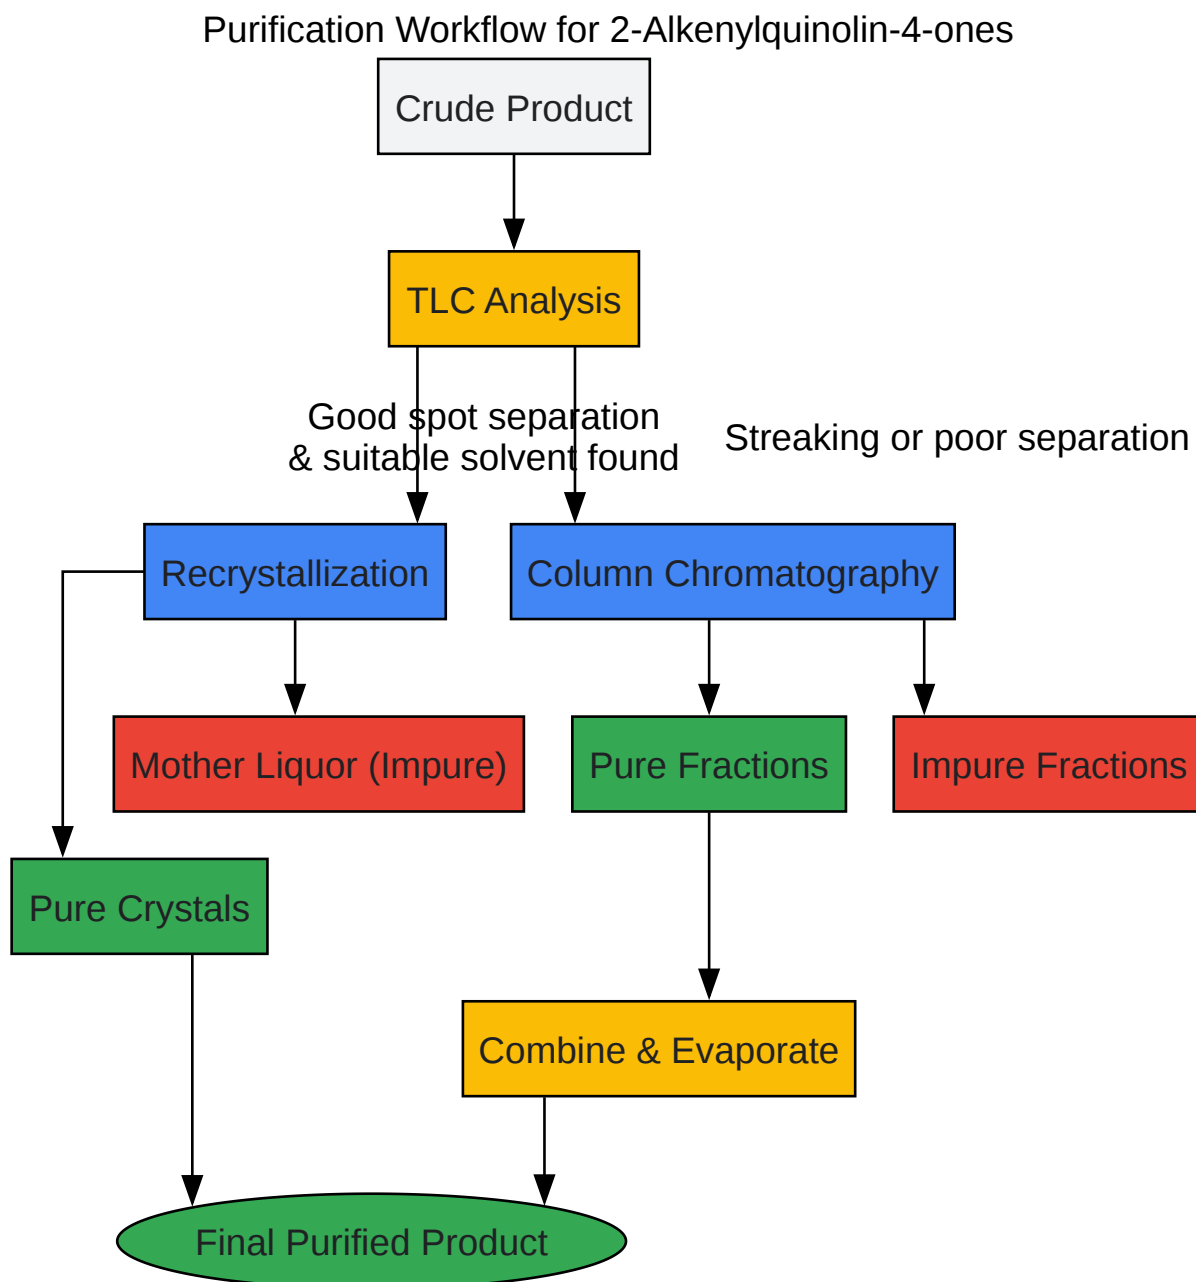 Purification Workflow for 2-Alkenylquinolin-4-ones
Crude Product
TLC Analysis
Good spot separation
& suitable solvent found
Streaking or poor separation
Recrystallization
Column Chromatography
Mother Liquor (Impure)
Pure Fractions
Impure Fractions
Pure Crystals
Combine & Evaporate
Final Purified Product